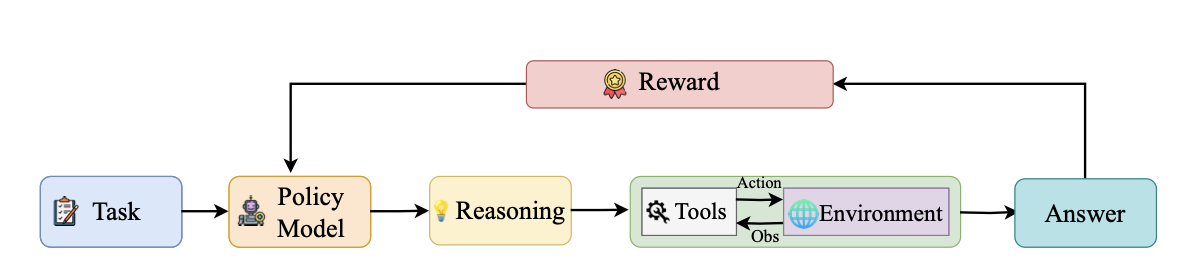 Reward
Task
Policy
Model
Reasoning
Tools
Action
Obs
Environment
Answer